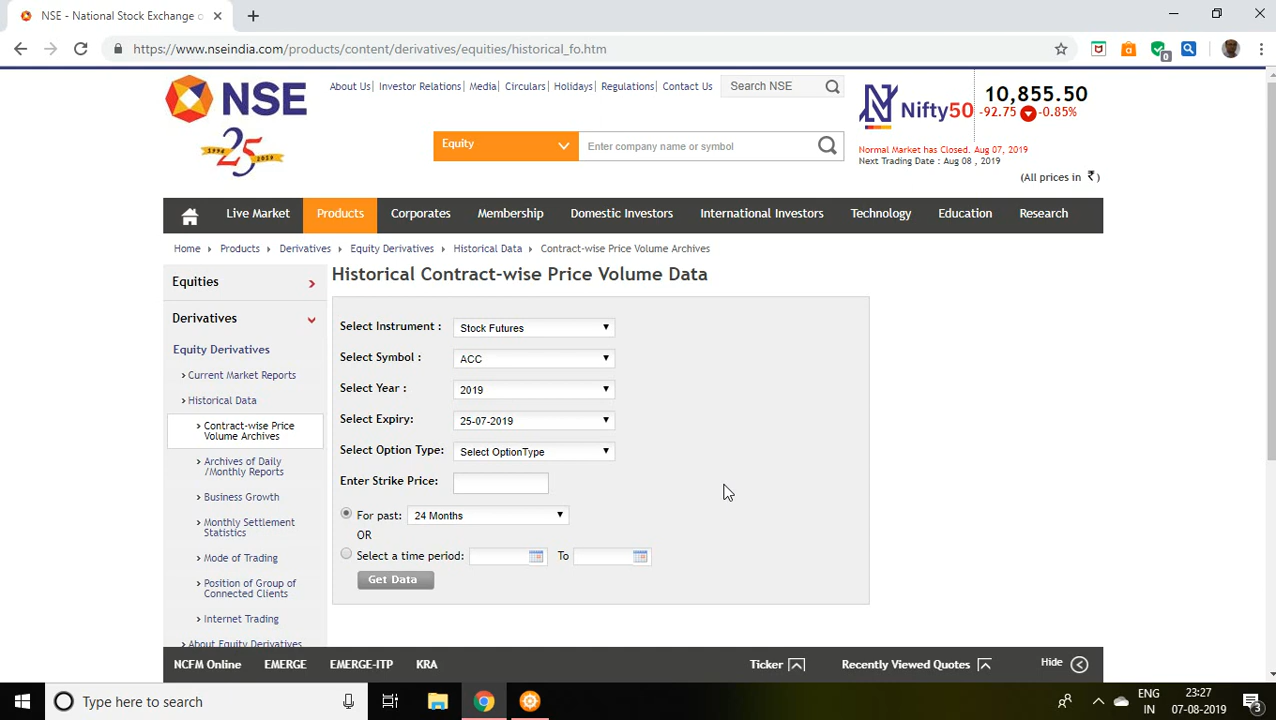 NSE - National Stock Exchange o
https://www.nseindia.com/products/content/derivatives/equities/historical_fo.htm
0
NSE
25
1994 2019
About Us| Investor Relations| Media| Circulars| Holidays| Regulations| Contact Us
Search NSE
Nifty50
10,855.50
-92.75 -0.85%
Equity
Enter company name or symbol
Normal Market has Closed. Aug 07, 2019
Next Trading Date : Aug 08 , 2019
(All prices in ₹ )
Live Market Products Corporates Membership Domestic Investors International Investors Technology Education Research
Home Products Derivatives Equity Derivatives Historical Data Contract-wise Price Volume Archives
Equities
Derivatives
Equity Derivatives
Current Market Reports
Historical Data
Contract-wise Price
Volume Archives
Archives of Daily
/Monthly Reports
Business Growth
Monthly Settlement
Statistics
Mode of Trading
Position of Group of
Connected Clients
Internet Trading
About Equity Derivatives
Historical Contract-wise Price Volume Data
Select Instrument : Stock Futures
Select Symbol : ACC
Select Year : 2019
Select Expiry: 25-07-2019
Select Option Type: Select OptionType
Enter Strike Price:
For past: 24 Months
OR
Select a time period: To
Get Data
NCFM Online EMERGE EMERGE-ITP KRA Ticker Recently Viewed Quotes Hide
Type here to search
ENG
IN
23:27
07-08-2019
3